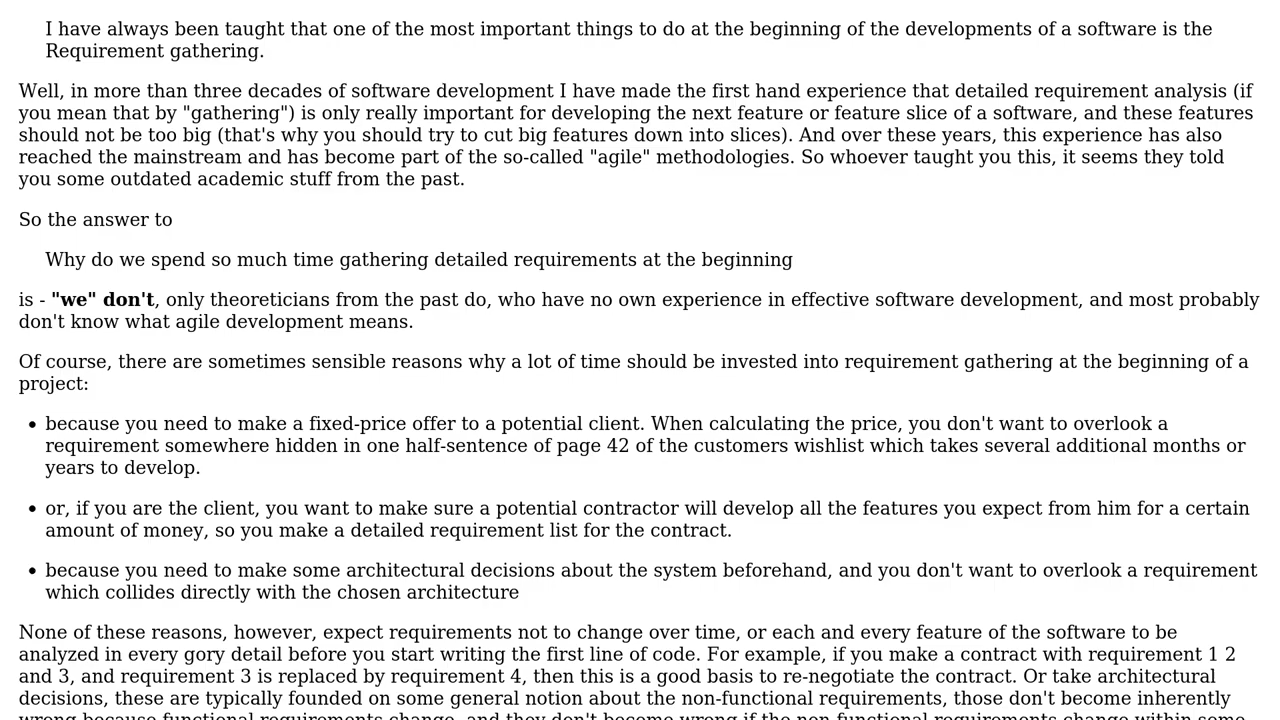 I have always been taught that one of the most important things to do at the beginning of the developments of a software is the
Requirement gathering.
Well, in more than three decades of software development I have made the first hand experience that detailed requirement analysis (if
you mean that by "gathering") is only really important for developing the next feature or feature slice of a software, and these features
should not be too big (that's why you should try to cut big features down into slices). And over these years, this experience has also
reached the mainstream and has become part of the so-called "agile" methodologies. So whoever taught you this, it seems they told
you some outdated academic stuff from the past.
So the answer to
Why do we spend so much time gathering detailed requirements at the beginning
is - "we" don't, only theoreticians from the past do, who have no own experience in effective software development, and most probably
don't know what agile development means.
Of course, there are sometimes sensible reasons why a lot of time should be invested into requirement gathering at the beginning of a
project:
• because you need to make a fixed-price offer to a potential client. When calculating the price, you don't want to overlook a
requirement somewhere hidden in one half-sentence of page 42 of the customers wishlist which takes several additional months or
years to develop.
• or, if you are the client, you want to make sure a potential contractor will develop all the features you expect from him for a certain
amount of money, so you make a detailed requirement list for the contract.
• because you need to make some architectural decisions about the system beforehand, and you don't want to overlook a requirement
which collides directly with the chosen architecture
None of these reasons, however, expect requirements not to change over time, or each and every feature of the software to be
analyzed in every gory detail before you start writing the first line of code. For example, if you make a contract with requirement 1 2
and 3, and requirement 3 is replaced by requirement 4, then this is a good basis to re-negotiate the contract. Or take architectural
decisions, these are typically founded on some general notion about the non-functional requirements, those don't become inherently
wrong because functional requirements change, and they don't become wrong if the non-functional requirements change within some